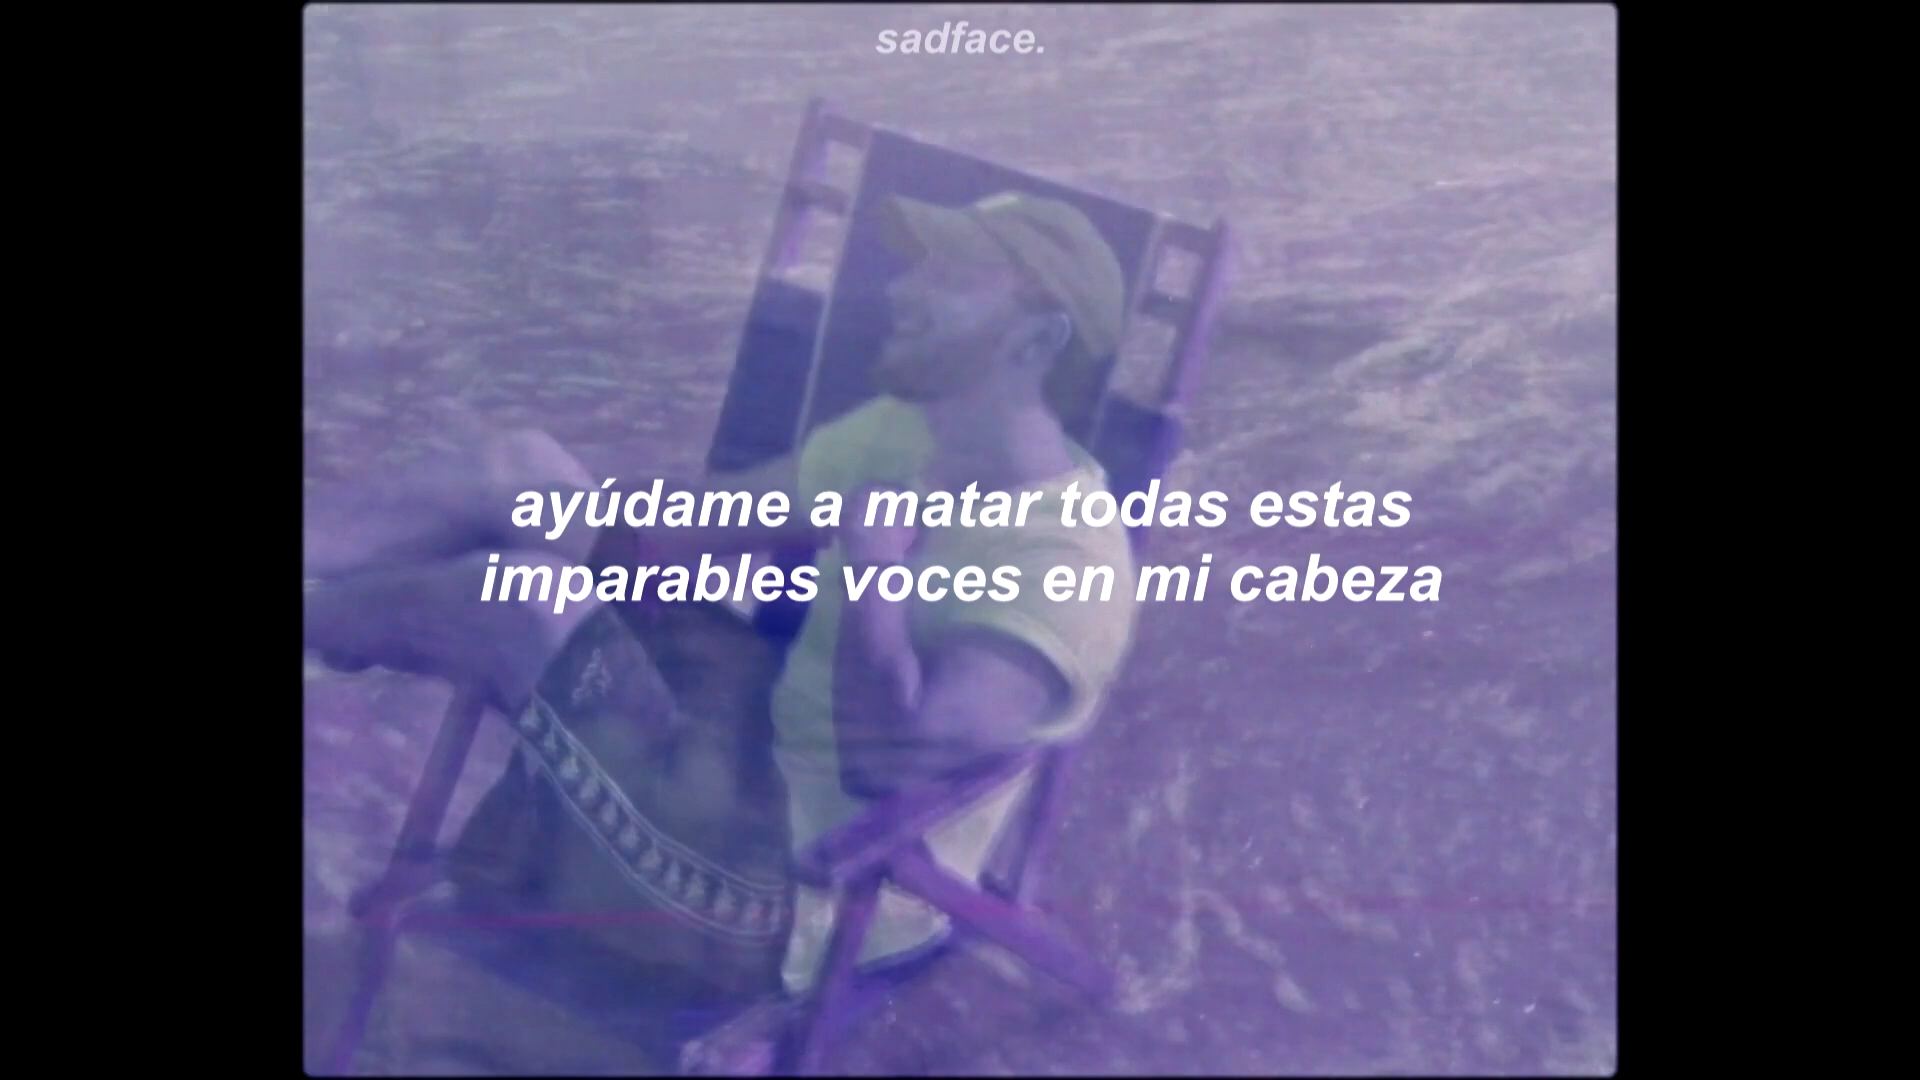 sadface.
ayúdame a matar todas estas
imparables voces en mi cabeza